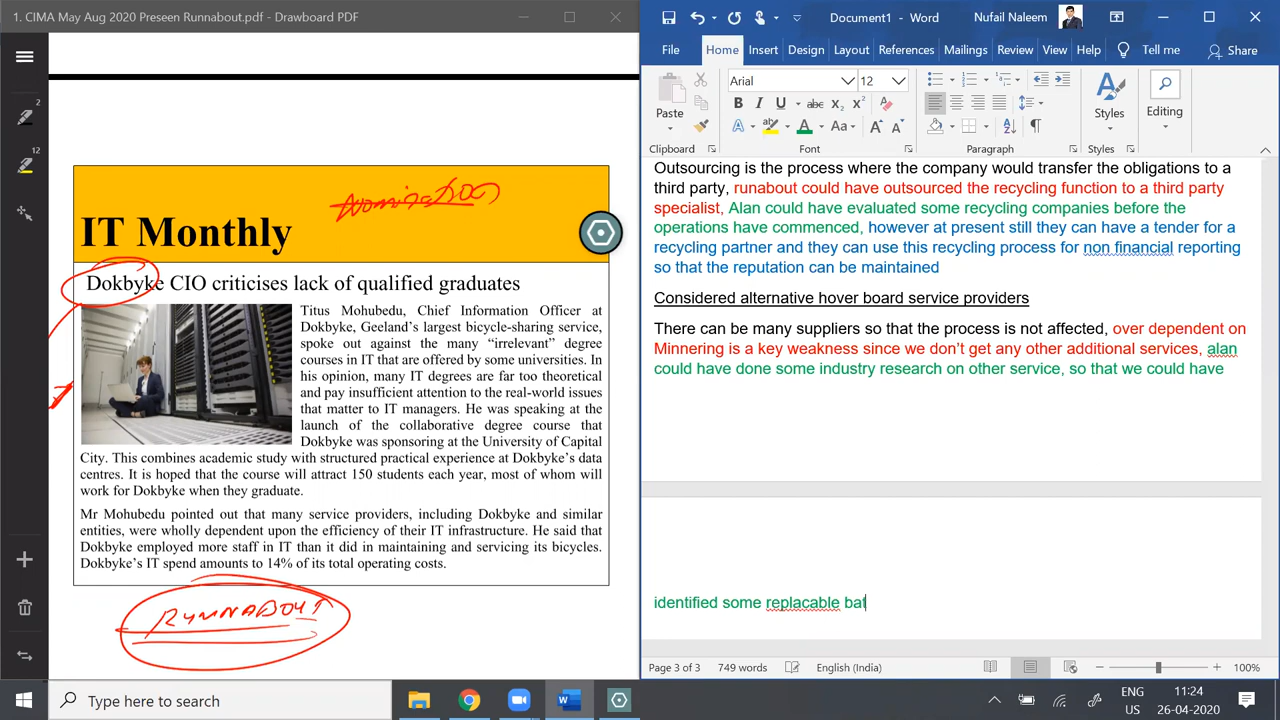 1. CIMA May Aug 2020 Preseen Runnabout.pdf - Drawboard PDF
2
12
IT Monthly
Dokbyke CIO criticises lack of qualified graduates
Titus Mohubedu, Chief Information Officer at
Dokbyke, Geeland's largest bicycle-sharing service,
spoke out against the many "irrelevant" degree
courses in IT that are offered by some universities. In
his opinion, many IT degrees are far too theoretical
and pay insufficient attention to the real-world issues
that matter to IT managers. He was speaking at the
launch of the collaborative degree course that
Dokbyke was sponsoring at the University of Capital
City. This combines academic study with structured practical experience at Dokbyke's data
centres. It is hoped that the course will attract 150 students each year, most of whom will
work for Dokbyke when they graduate.
Mr Mohubedu pointed out that many service providers, including Dokbyke and similar
entities, were wholly dependent upon the efficiency of their IT infrastructure. He said that
Dokbyke employed more staff in IT than it did in maintaining and servicing its bicycles.
Dokbyke's IT spend amounts to 14% of its total operating costs.
RUNNABOUT
Document1 - Word
Nufail Naleem
File Home Insert Design Layout References Mailings Review View Help Tell me Share
Paste
Arial 12
Styles
Editing
Clipboard Font Paragraph Styles
Outsourcing is the process where the company would transfer the obligations to a
third party, runabout could have outsourced the recycling function to a third party
specialist, Alan could have evaluated some recycling companies before the
operations have commenced, however at present still they can have a tender for a
recycling partner and they can use this recycling process for non financial reporting
so that the reputation can be maintained
Considered alternative hover board service providers
There can be many suppliers so that the process is not affected, over dependent on
Minnering is a key weakness since we don't get any other additional services, alan
could have done some industry research on other service, so that we could have
identified some replacable bat
Page 3 of 3 749 words English (India) 100%
Type here to search
ENG
US
11:24
26-04-2020